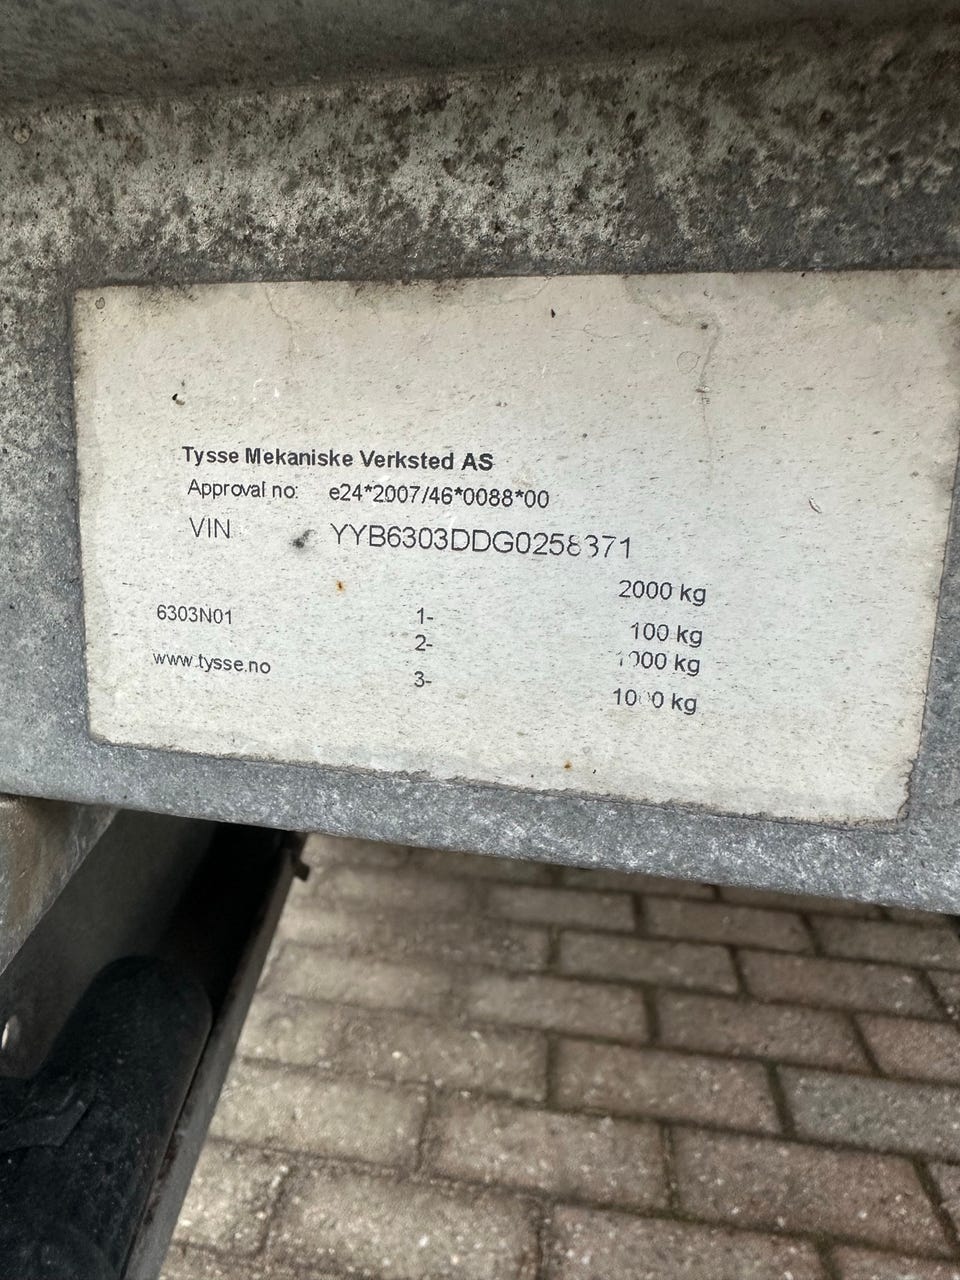 Tysse Mekaniske Verksted AS
Approval no: e24*2007/46*0088*00
VIN YYB6303DDG0258371
2000 kg
6303N01 1- 100 kg
2- 1000 kg
www.tysse.no
3- 1000 kg